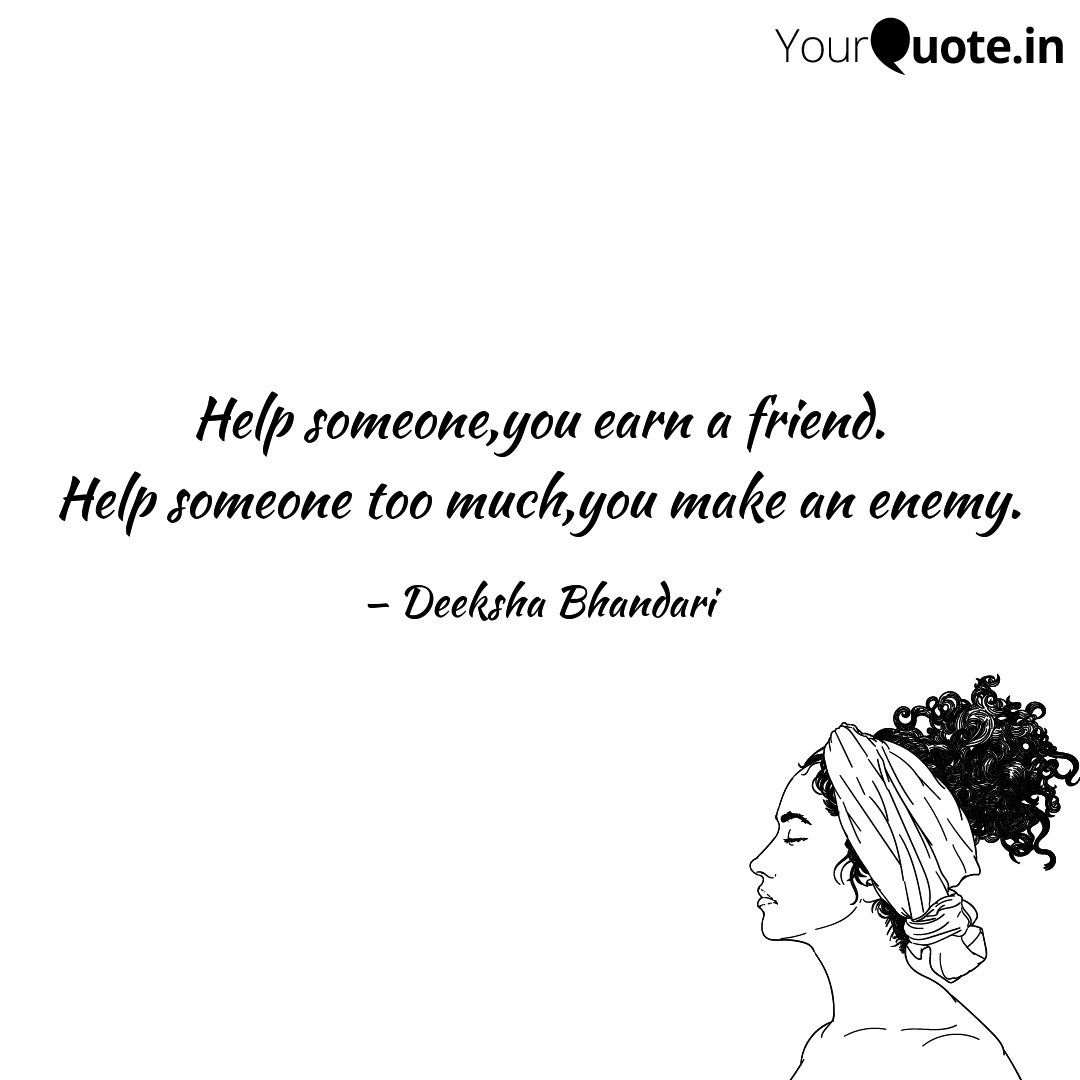 YourQuote.in
Help someone,you earn a friend.
Help someone too much,you make an enemy.
– Deeksha Bhandari